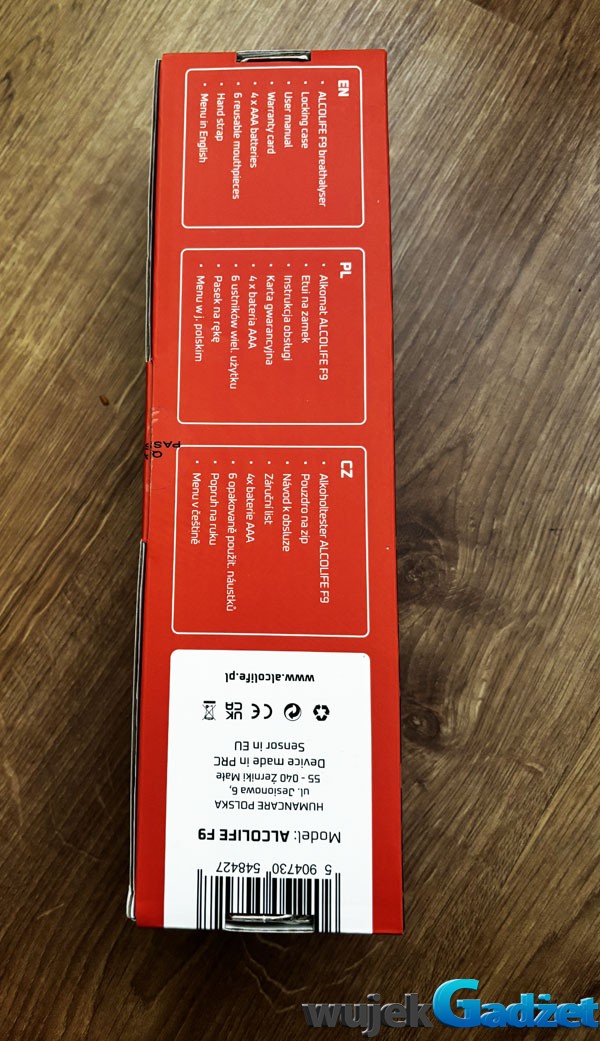 EN
• ALCOLIFE F9 breathalyser
• Locking case
• User manual
• Warranty card
• 4 x AAA batteries
• 6 reusable mouthpieces
• Hand strap
• Menu in English
PL
• Alkomat ALCOLIFE F9
• Etui na zamek
• Instrukcja obsługi
• Karta gwarancyjna
• 4 x bateria AAA
• 6 ustników wiel. użytku
• Pasek na rękę
• Menu w j. polskim
CZ
• Alkoholtester ALCOLIFE F9
• Pouzdro na zip
• Návod k obsluze
• Záruční list
• 4x baterie AAA
• 6 opakovaně použit. náustků
• Popruh na ruku
• Menu v češtině
5 904730 548427
Model: ALCOLIFE F9
HUMANCARE POLSKA
ul. Jesionowa 6,
55 - 040 Żerniki Małe
Device made in PRC
Sensor in EU
CE UK CA
www.alcolife.pl
PAS
wujek Gadżet